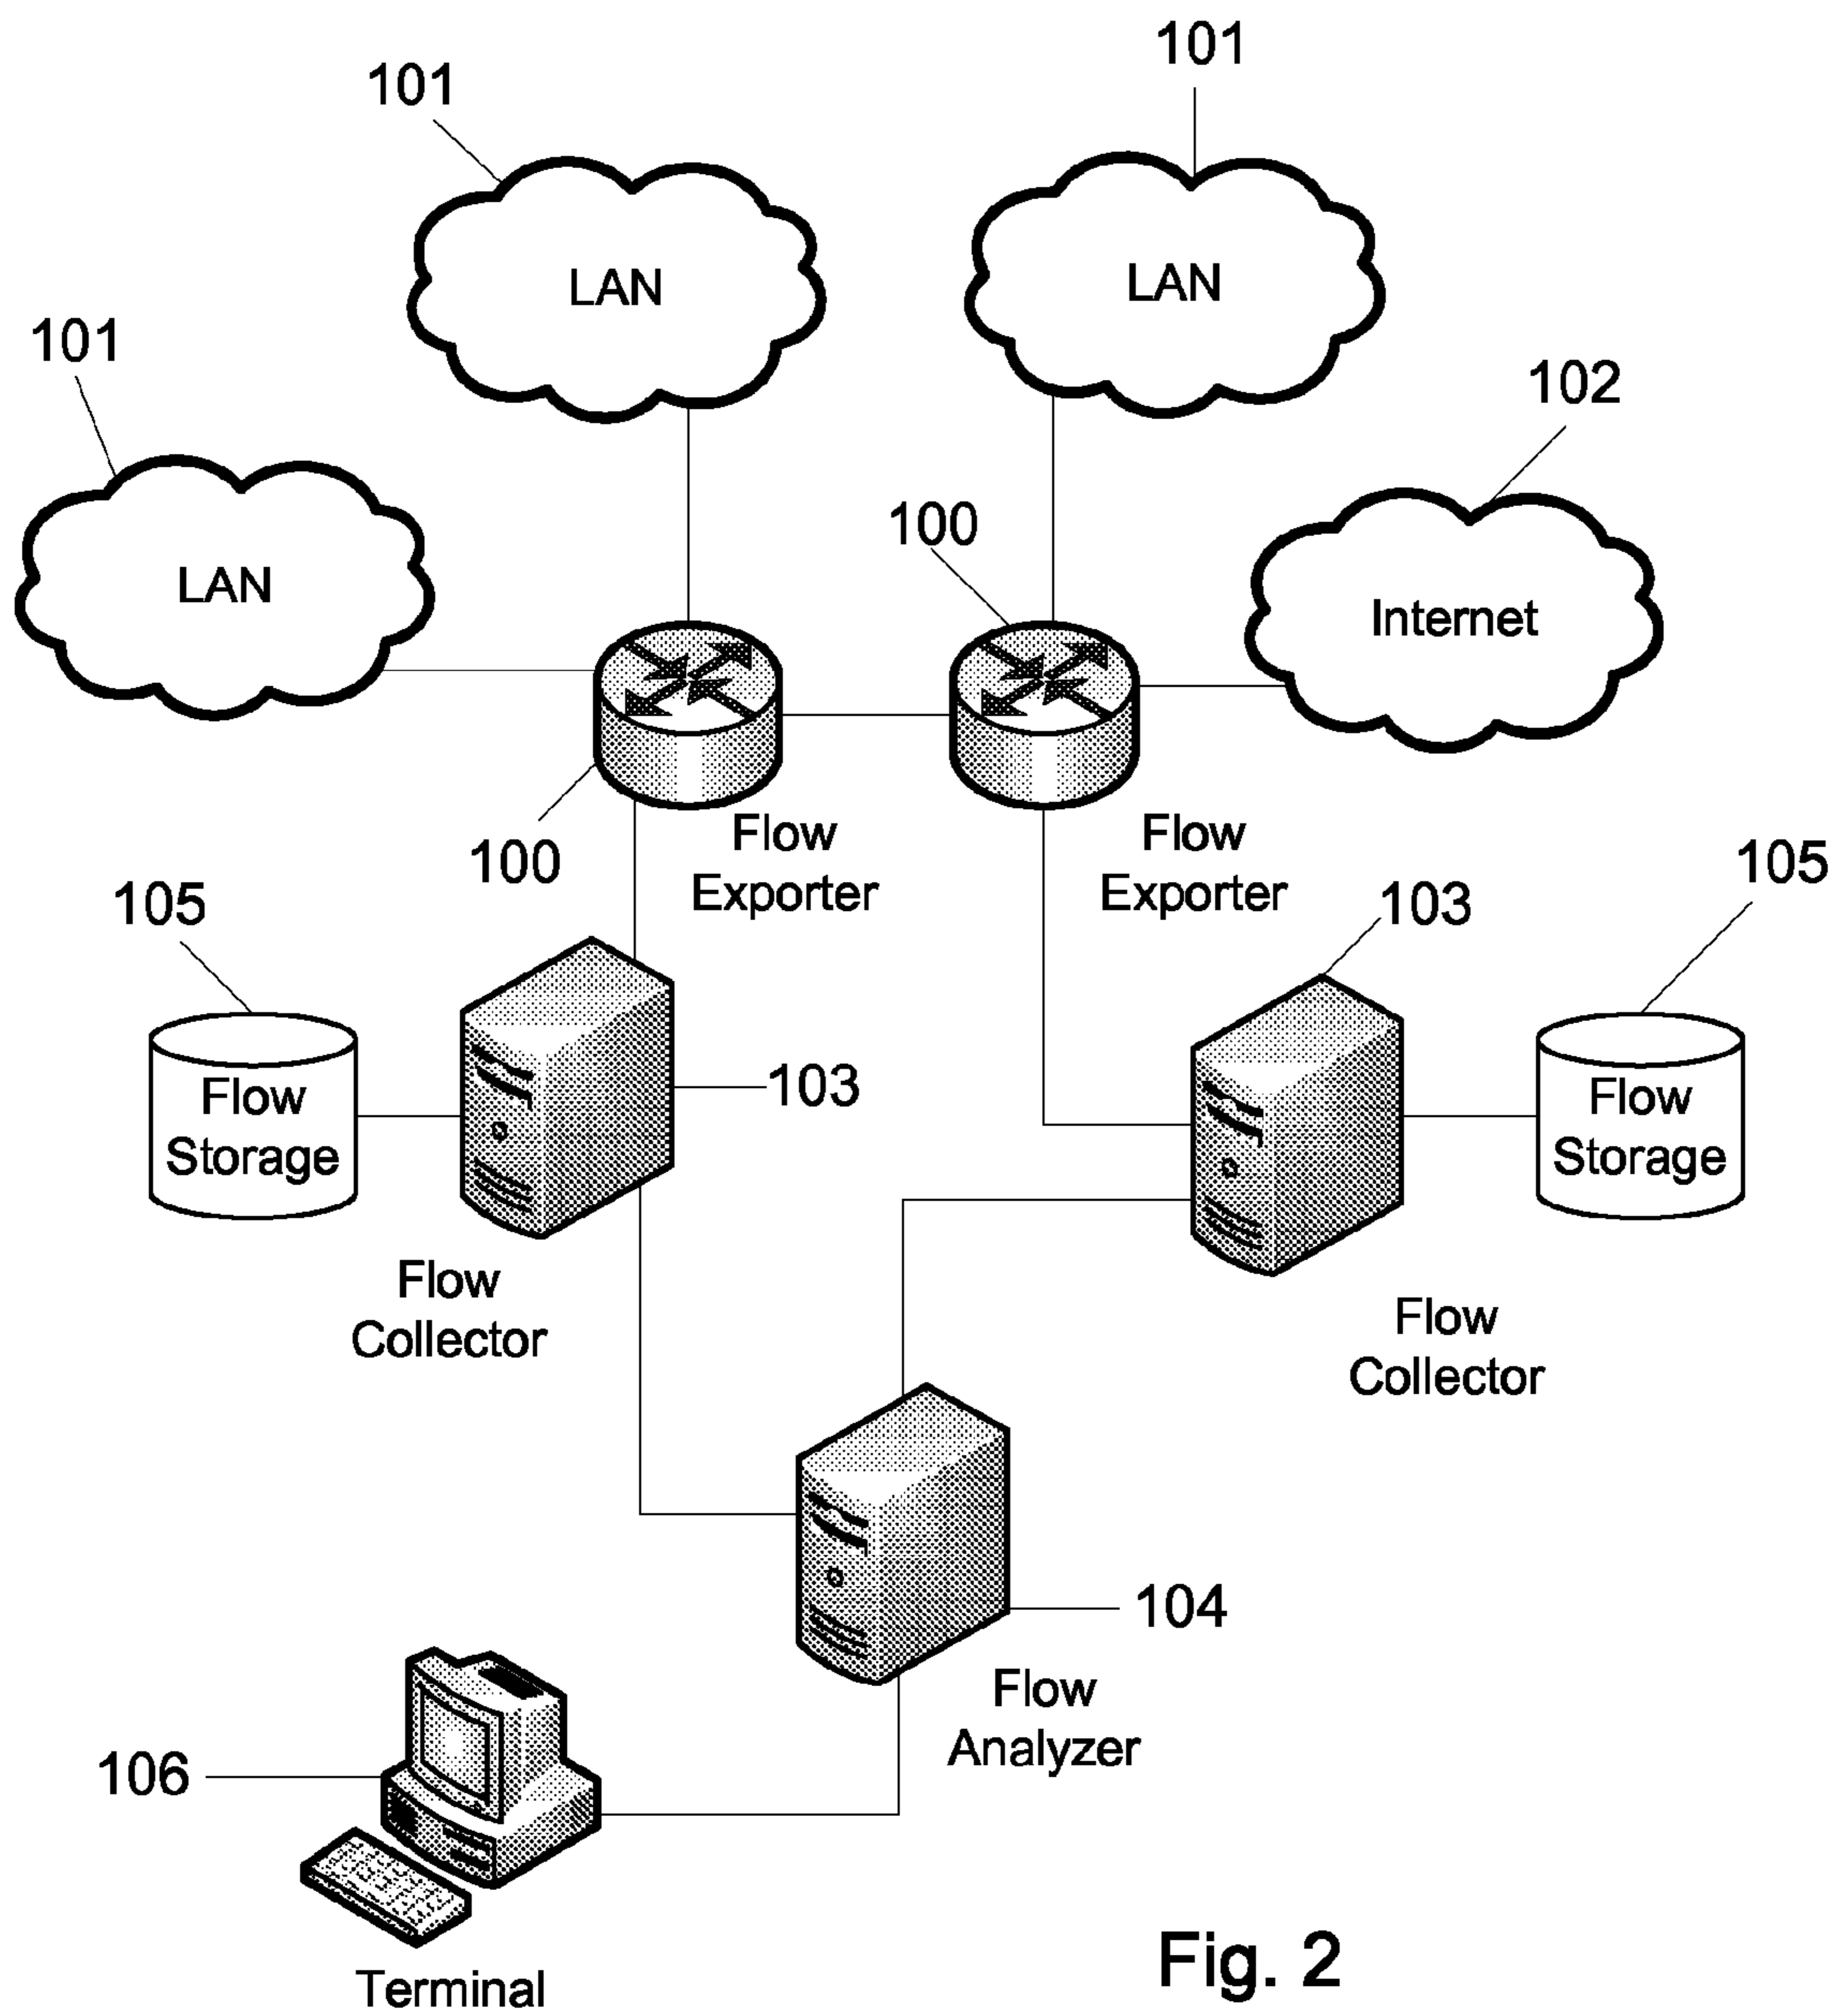 101
101
LAN
LAN
101
102
LAN
100
Internet
100
Flow
Exporter
Flow
Exporter
105
103
105
Flow
Storage
103
Flow
Storage
Flow
Collector
Flow
Collector
104
Flow
Analyzer
106
Terminal
Fig. 2